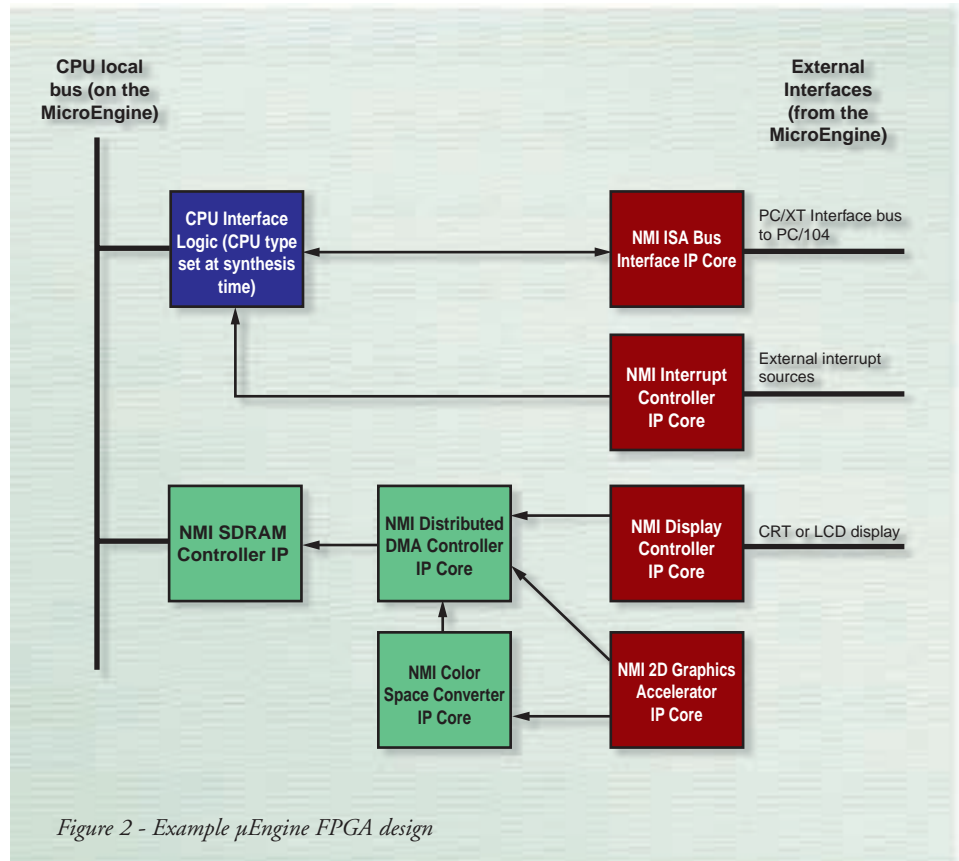 CPU local
bus (on the
MicroEngine)
External
Interfaces
(from the
MicroEngine)
CPU Interface
Logic (CPU type
set at synthesis
time)
NMI ISA Bus
Interface IP Core
PC/XT Interface bus
to PC/104
NMI Interrupt
Controller
IP Core
External interrupt
sources
NMI SDRAM
Controller IP
NMI Distributed
DMA Controller
IP Core
NMI Display
Controller
IP Core
CRT or LCD display
NMI Color
Space Converter
IP Core
NMI 2D Graphics
Accelerator
IP Core
Figure 2 - Example µEngine FPGA design